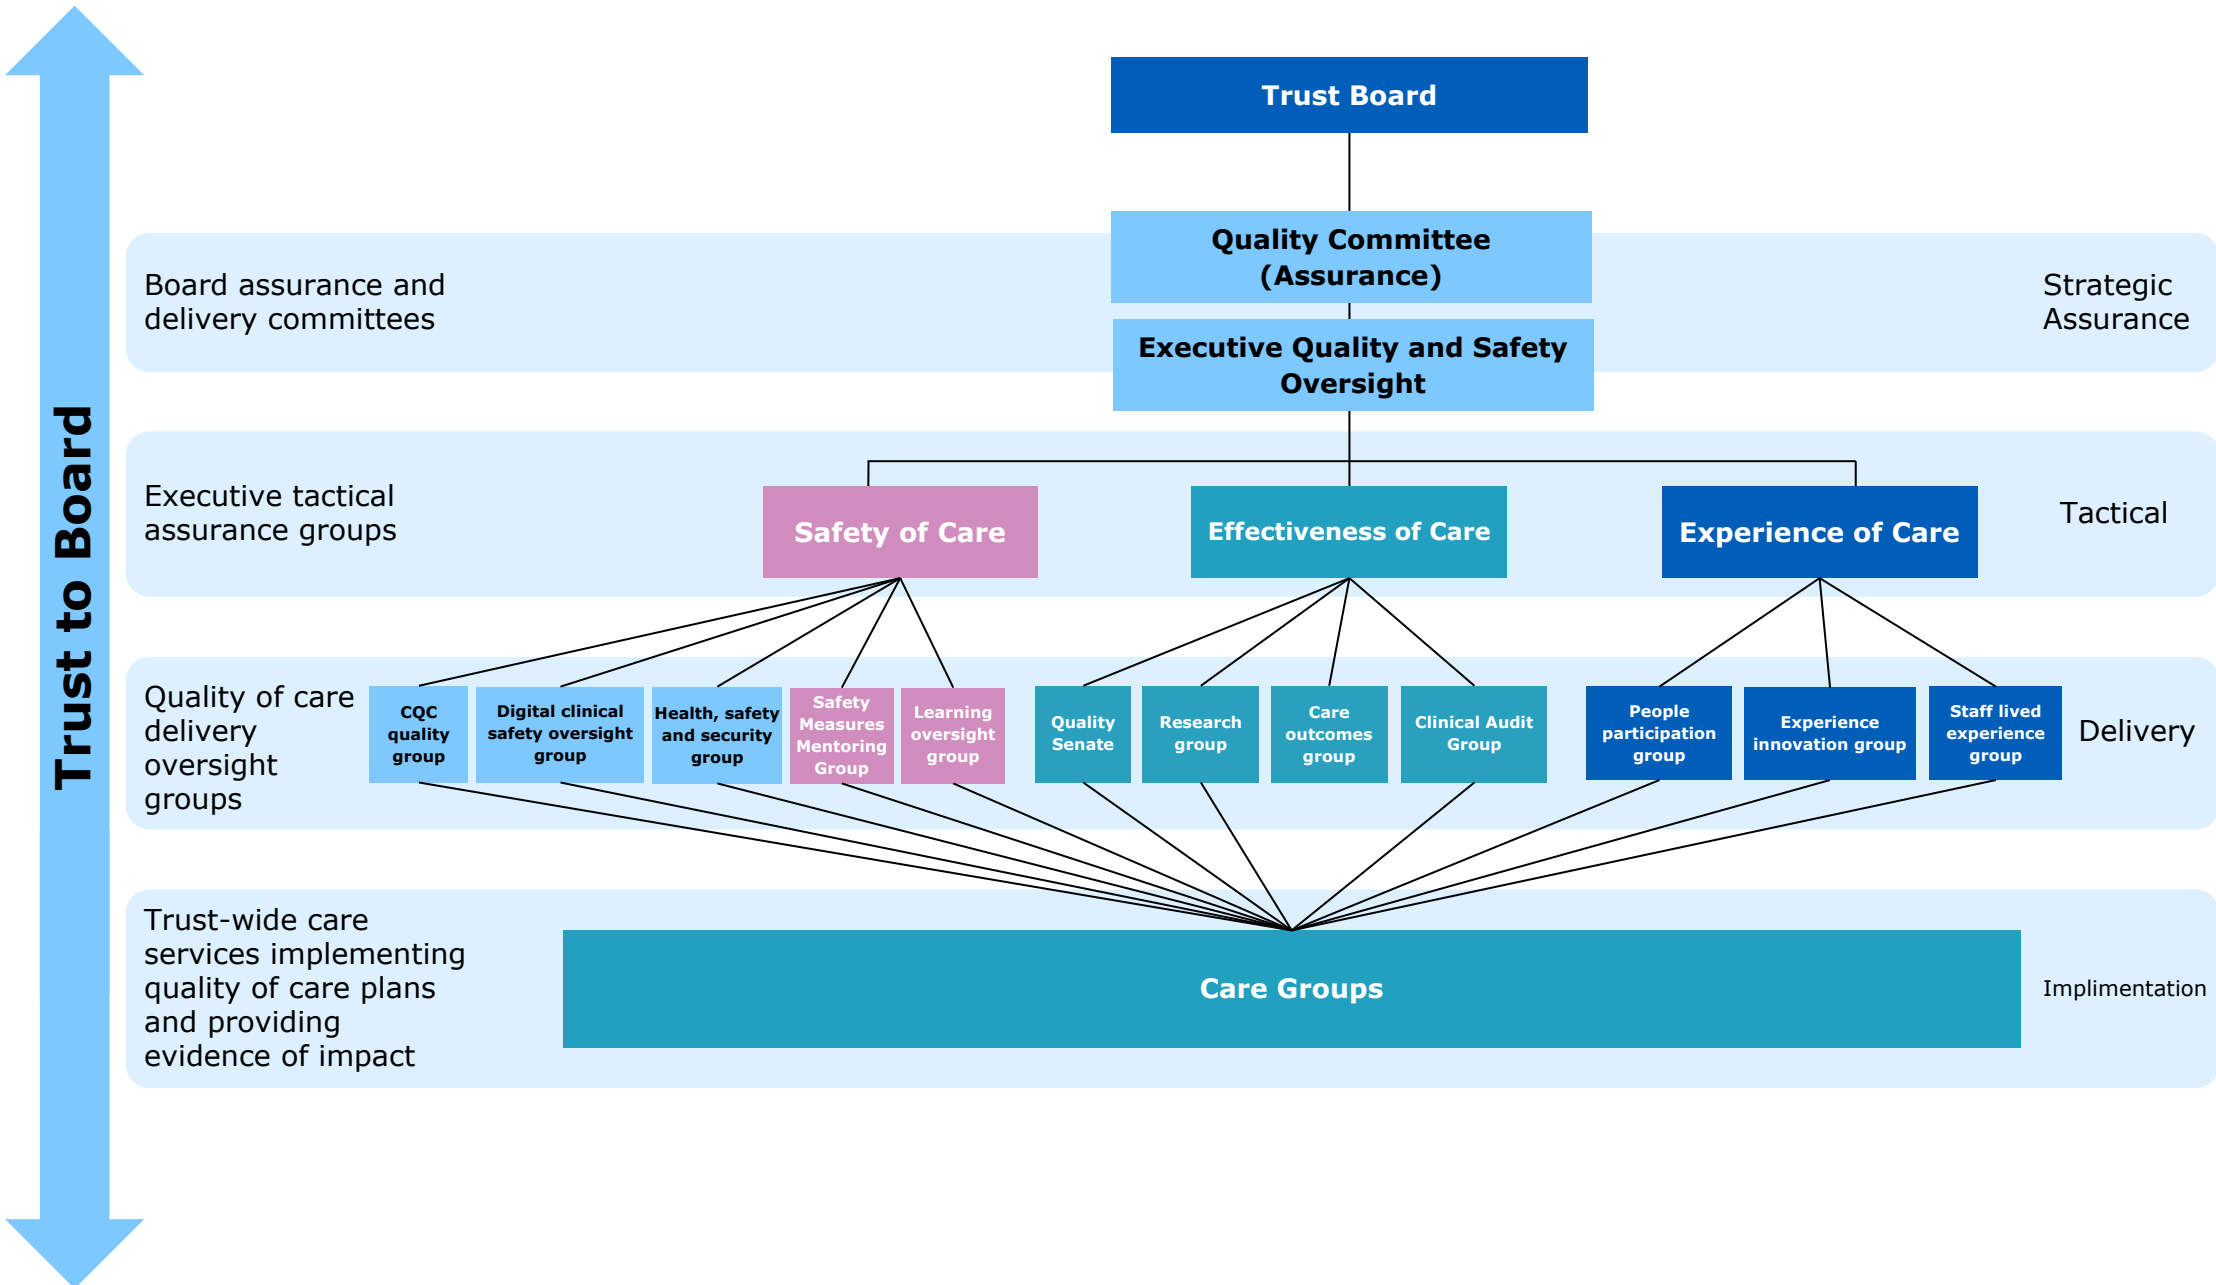 Trust to Board
Trust Board
Board assurance and
delivery committees
Quality Committee
(Assurance)
Executive Quality and Safety
Oversight
Strategic
Assurance
Executive tactical
assurance groups
Safety of Care
Effectiveness of Care
Experience of Care
Tactical
Quality of care
delivery
oversight
groups
CQC
quality
group
Digital clinical
safety oversight
group
Health, safety
and security
group
Safety
Measures
Mentoring
Group
Learning
oversight
group
Quality
Senate
Research
group
Care
outcomes
group
Clinical Audit
Group
People
participation
group
Experience
innovation group
Staff lived
experience
group
Delivery
Trust-wide care
services implementing
quality of care plans
and providing
evidence of impact
Care Groups
Implimentation